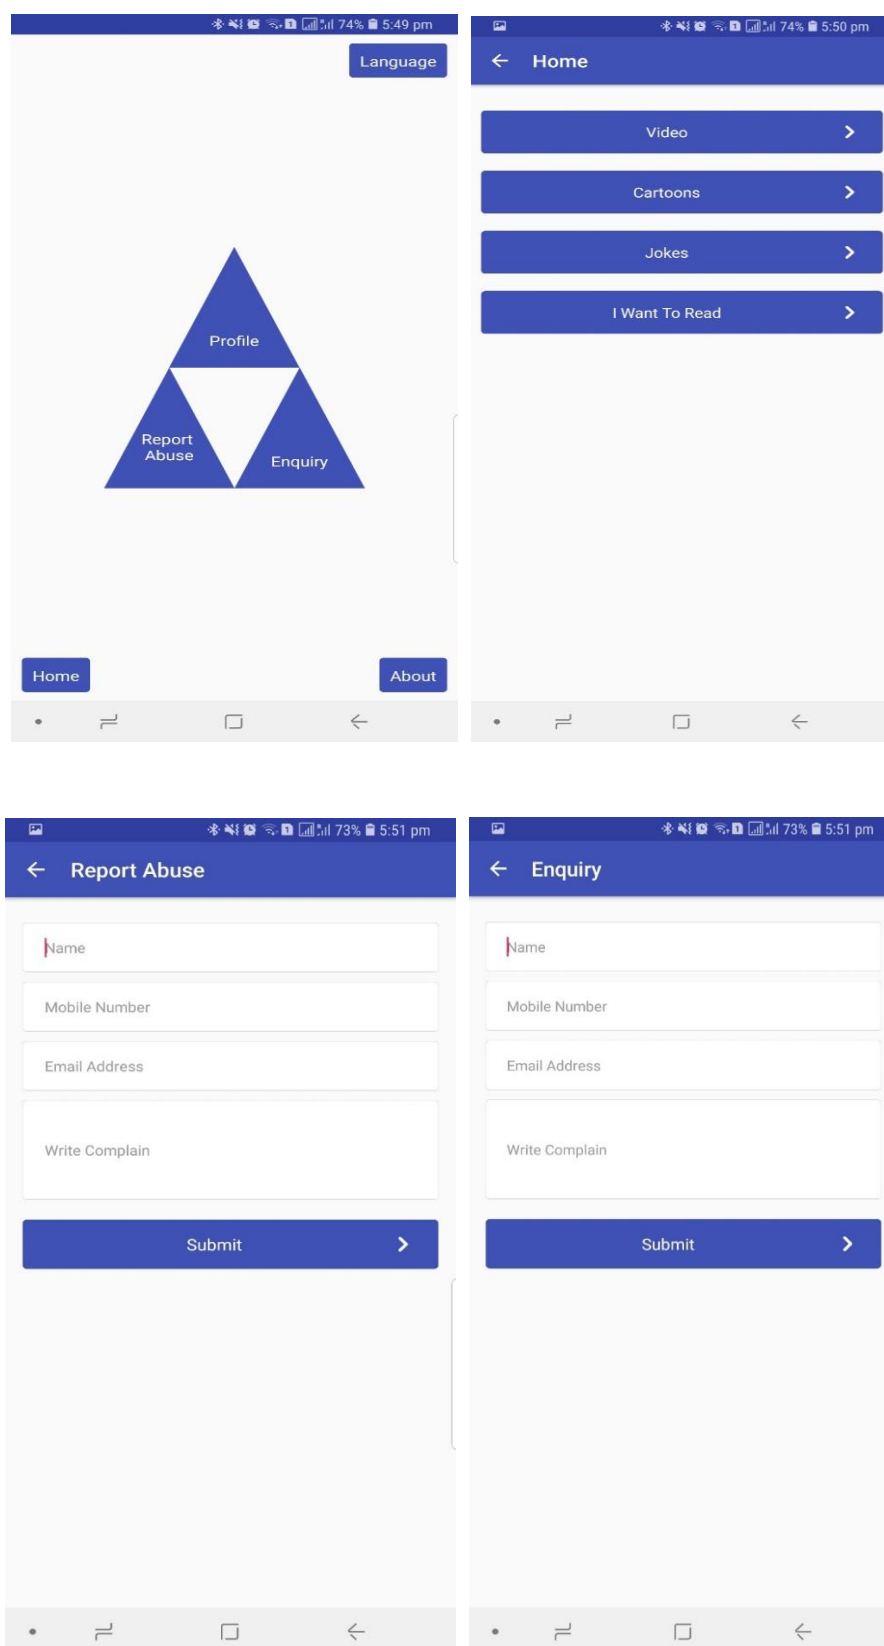 74% 5:49 pm
Language
Profile
Report
Abuse
Enquiry
Home
About
74% 5:50 pm
Home
Video
Cartoons
Jokes
I Want To Read
73% 5:51 pm
Report Abuse
Name
Mobile Number
Email Address
Write Complain
Submit
73% 5:51 pm
Enquiry
Name
Mobile Number
Email Address
Write Complain
Submit